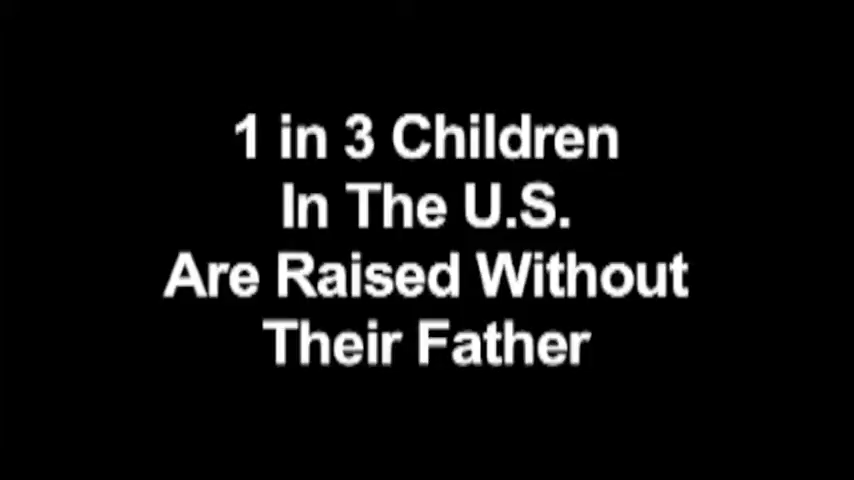 1 in 3 Children
In The U.S.
Are Raised Without
Their Father